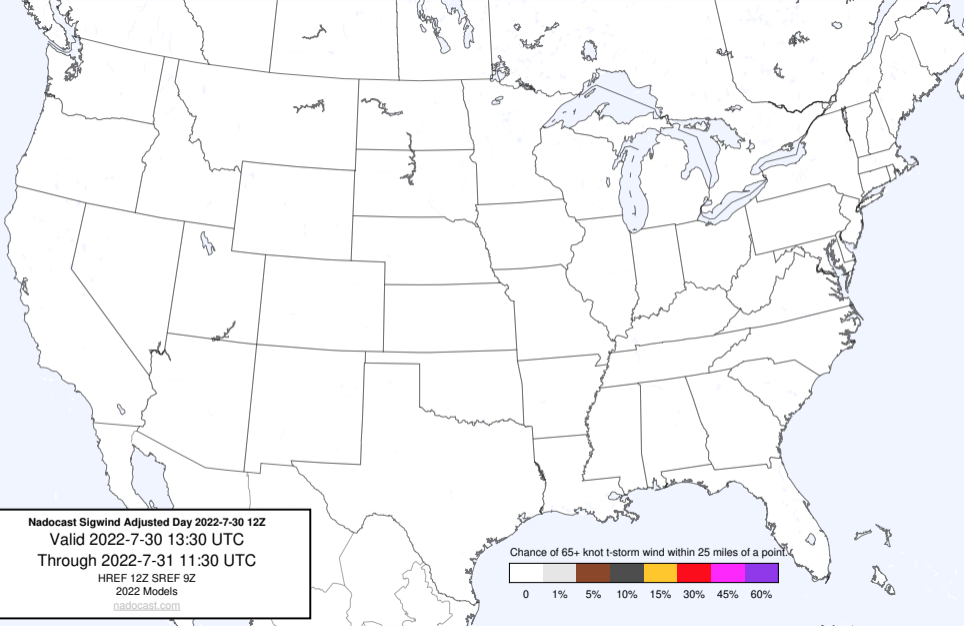 Nadocast Sigwind Adjusted Day 2022-7-30 12Z
Valid 2022-7-30 13:30 UTC
Through 2022-7-31 11:30 UTC
HREF 12Z SREF 9Z
2022 Models
nadocast.com
Chance of 65+ knot t-storm wind within 25 miles of a point.
0 1% 5% 10% 15% 30% 45% 60%